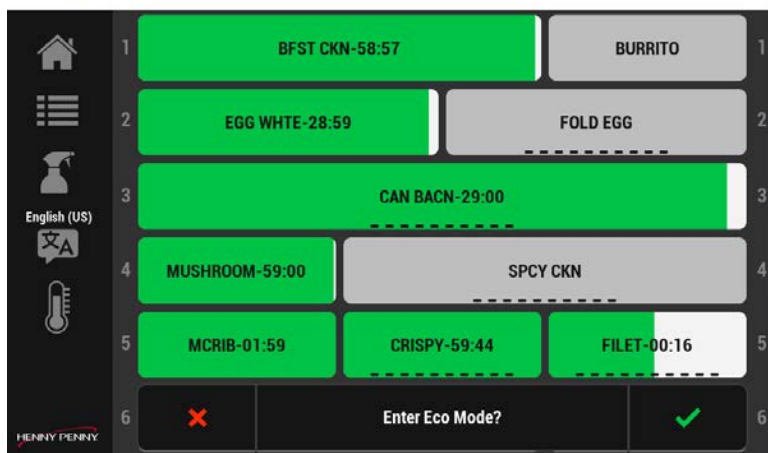 1 BFST CKN-58:57 BURRITO 1
2 EGG WHTE-28:59 FOLD EGG 2
3 CAN BACN-29:00 3
English (US)
文A
4 MUSHROOM-59:00 SPCY CKN 4
5 MCRIB-01:59 CRISPY-59:44 FILET-00:16 5
6 Enter Eco Mode? 6
HENNY PENNY